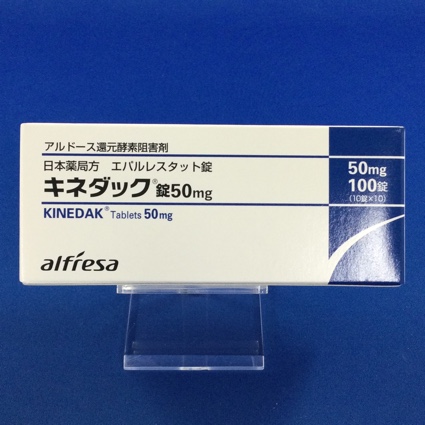 アルドース還元酵素阻害剤
日本薬局方 エパルレスタット錠
キネダック®錠50mg
KINEDAK® Tablets 50mg
alfresa
50mg
100錠
(10錠×10)